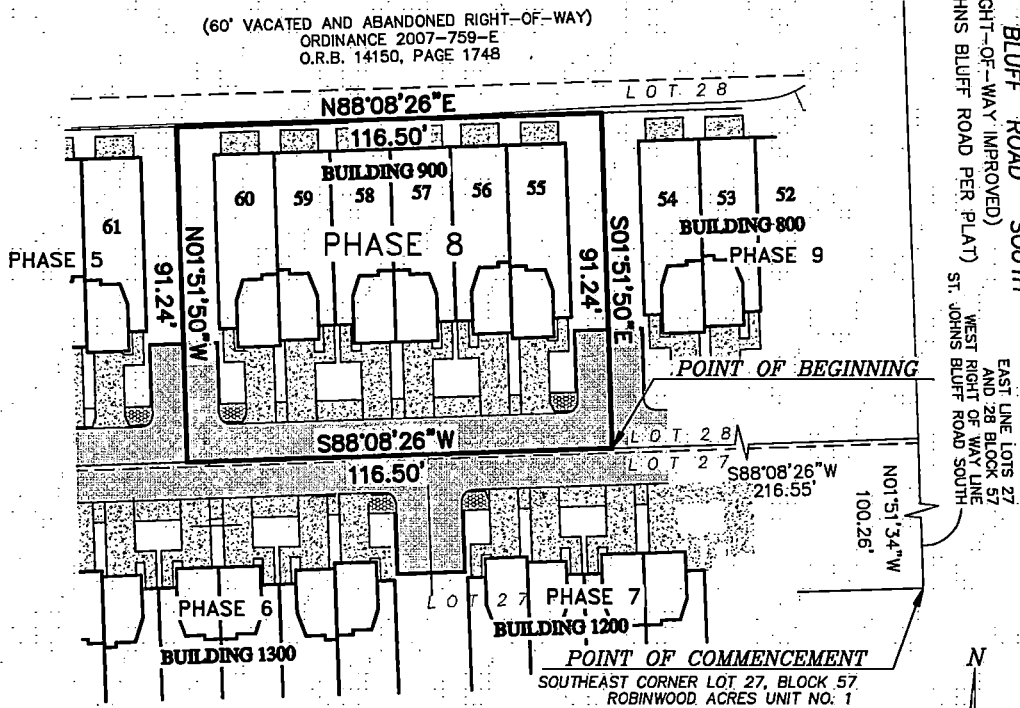 (60' VACATED AND ABANDONED RIGHT-OF-WAY)
ORDINANCE 2007-759-E
O.R.B. 14150, PAGE 1748
LOT 28
N88°08'26"E
116.50'
BUILDING 900
60
59
58
57
56
55
54
53
52
61
BUILDING 800
PHASE 5
PHASE 8
PHASE 9
N01°51'50"W
91.24'
S01°51'50"E
91.24'
POINT OF BEGINNING
S88°08'26"W
116.50'
LOT 28
LOT 27
S88°08'26"W
216.55'
N01°51'34"W
100.26'
BLUFF ROAD SOUTH
GHT-OF-WAY IMPROVED)
HNS BLUFF ROAD PER PLAT)
EAST LINE LOTS 27
AND 28 BLOCK 57
WEST RIGHT OF WAY LINE
ST. JOHNS BLUFF ROAD SOUTH
LOT 27
PHASE 6
BUILDING 1300
PHASE 7
BUILDING 1200
POINT OF COMMENCEMENT
SOUTHEAST CORNER LOT 27, BLOCK 57
ROBINWOOD ACRES UNIT NO. 1
N